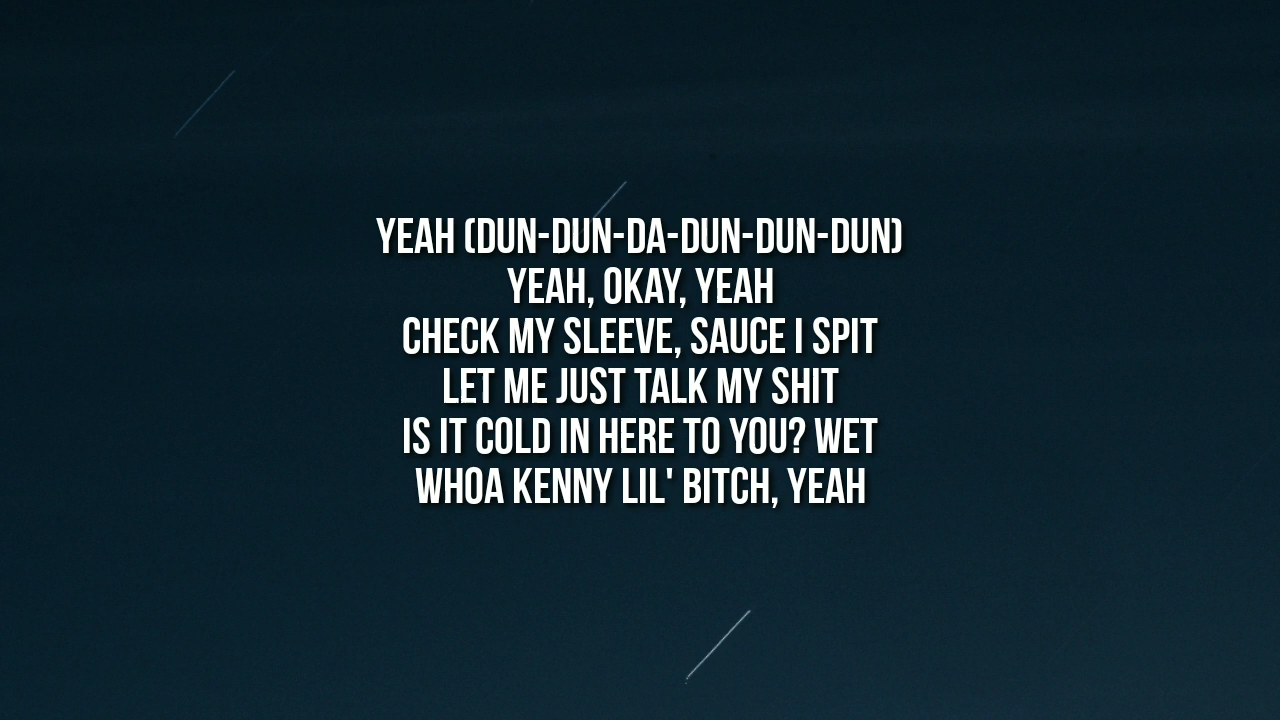 YEAH (DUN-DUN-DA-DUN-DUN-DUN)
YEAH, OKAY, YEAH
CHECK MY SLEEVE, SAUCE I SPIT
LET ME JUST TALK MY SHIT
IS IT COLD IN HERE TO YOU? WET
WHOA KENNY LIL' BITCH, YEAH